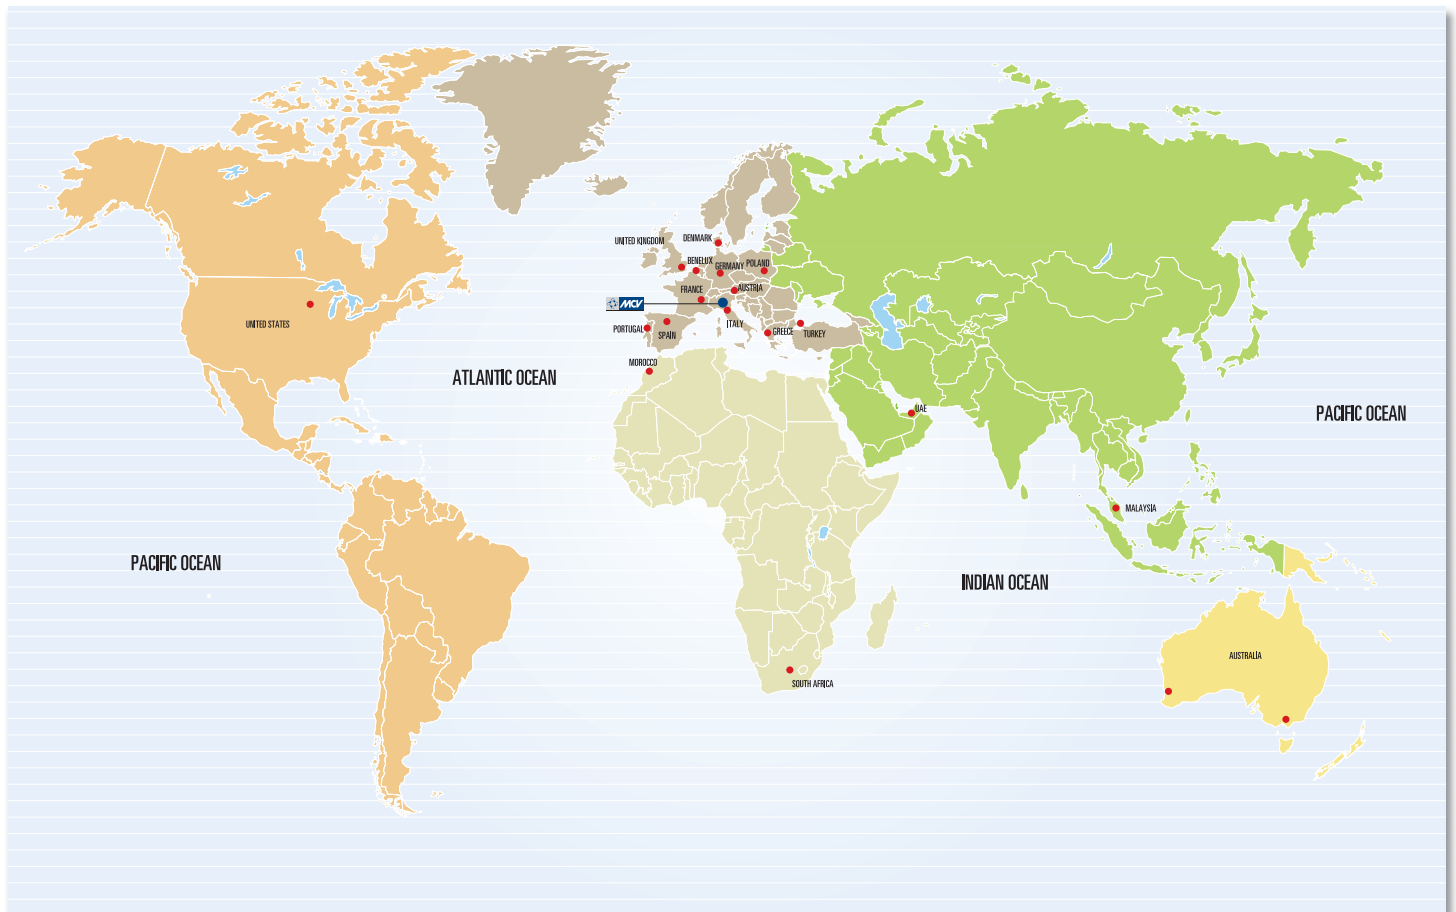 UNITED KINGDOM
DENMARK
BENELUX
GERMANY
POLAND
FRANCE
AUSTRIA
MCV
UNITED STATES
PORTUGAL
SPAIN
ITALY
GREECE
TURKEY
MOROCCO
ATLANTIC OCEAN
UAE
PACIFIC OCEAN
MALAYSIA
PACIFIC OCEAN
INDIAN OCEAN
AUSTRALIA
SOUTH AFRICA